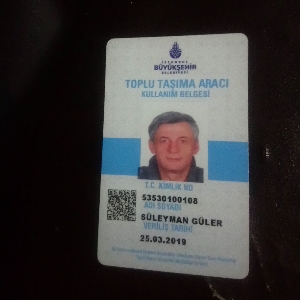 İSTANBUL
BÜYÜKŞEHİR
BELEDİYESİ
TOPLU TAŞIMA ARACI
KULLANIM BELGESİ
T.C. KİMLİK NO
53530100108
ADI SOYADI
SÜLEYMAN GÜLER
VERİLİŞ TARİHİ
25.03.2019